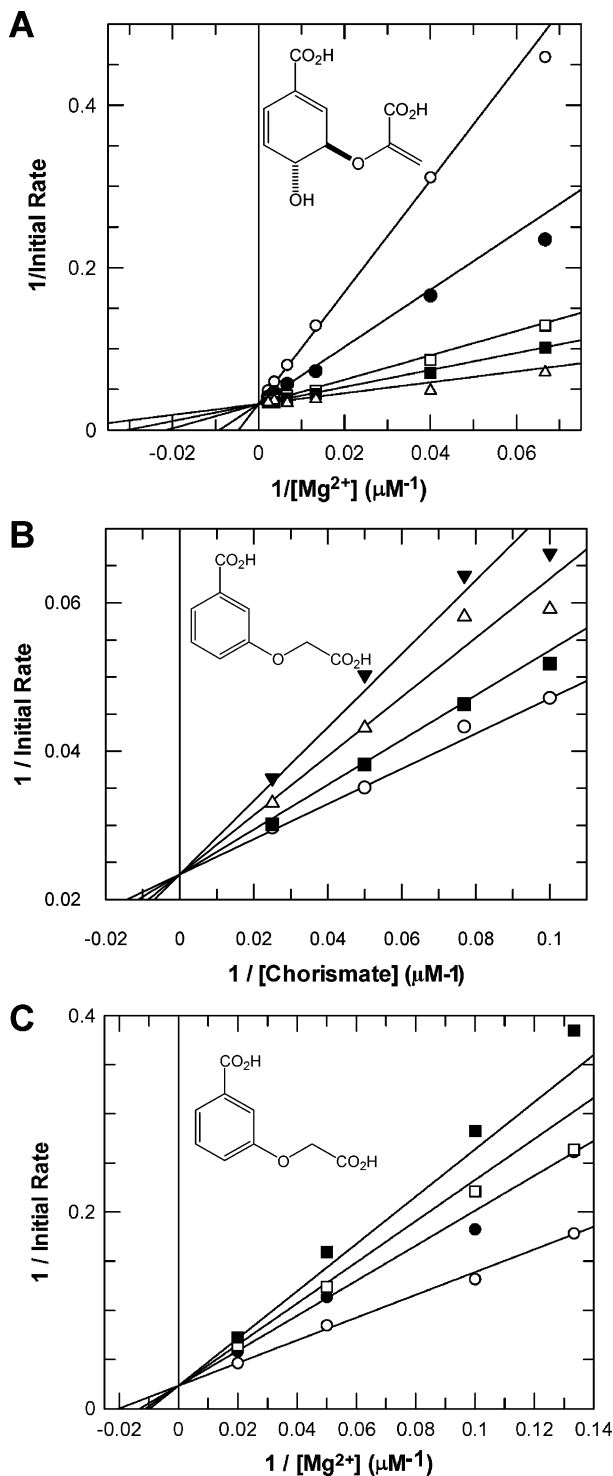 A
CO₂H
CO₂H
O
OH
1/Initial Rate
0.4
0.2
0
-0.02
0
0.02
0.04
0.06
1/[Mg²⁺] (μM⁻¹)
B
CO₂H
O
CO₂H
1 / Initial Rate
0.06
0.04
0.02
-0.02
0
0.02
0.04
0.06
0.08
0.1
1 / [Chorismate] (μM-1)
C
CO₂H
O
CO₂H
1 / Initial Rate
0.4
0.2
0
-0.02
0
0.02
0.04
0.06
0.08
0.1
0.12
0.14
1 / [Mg²⁺] (μM⁻¹)